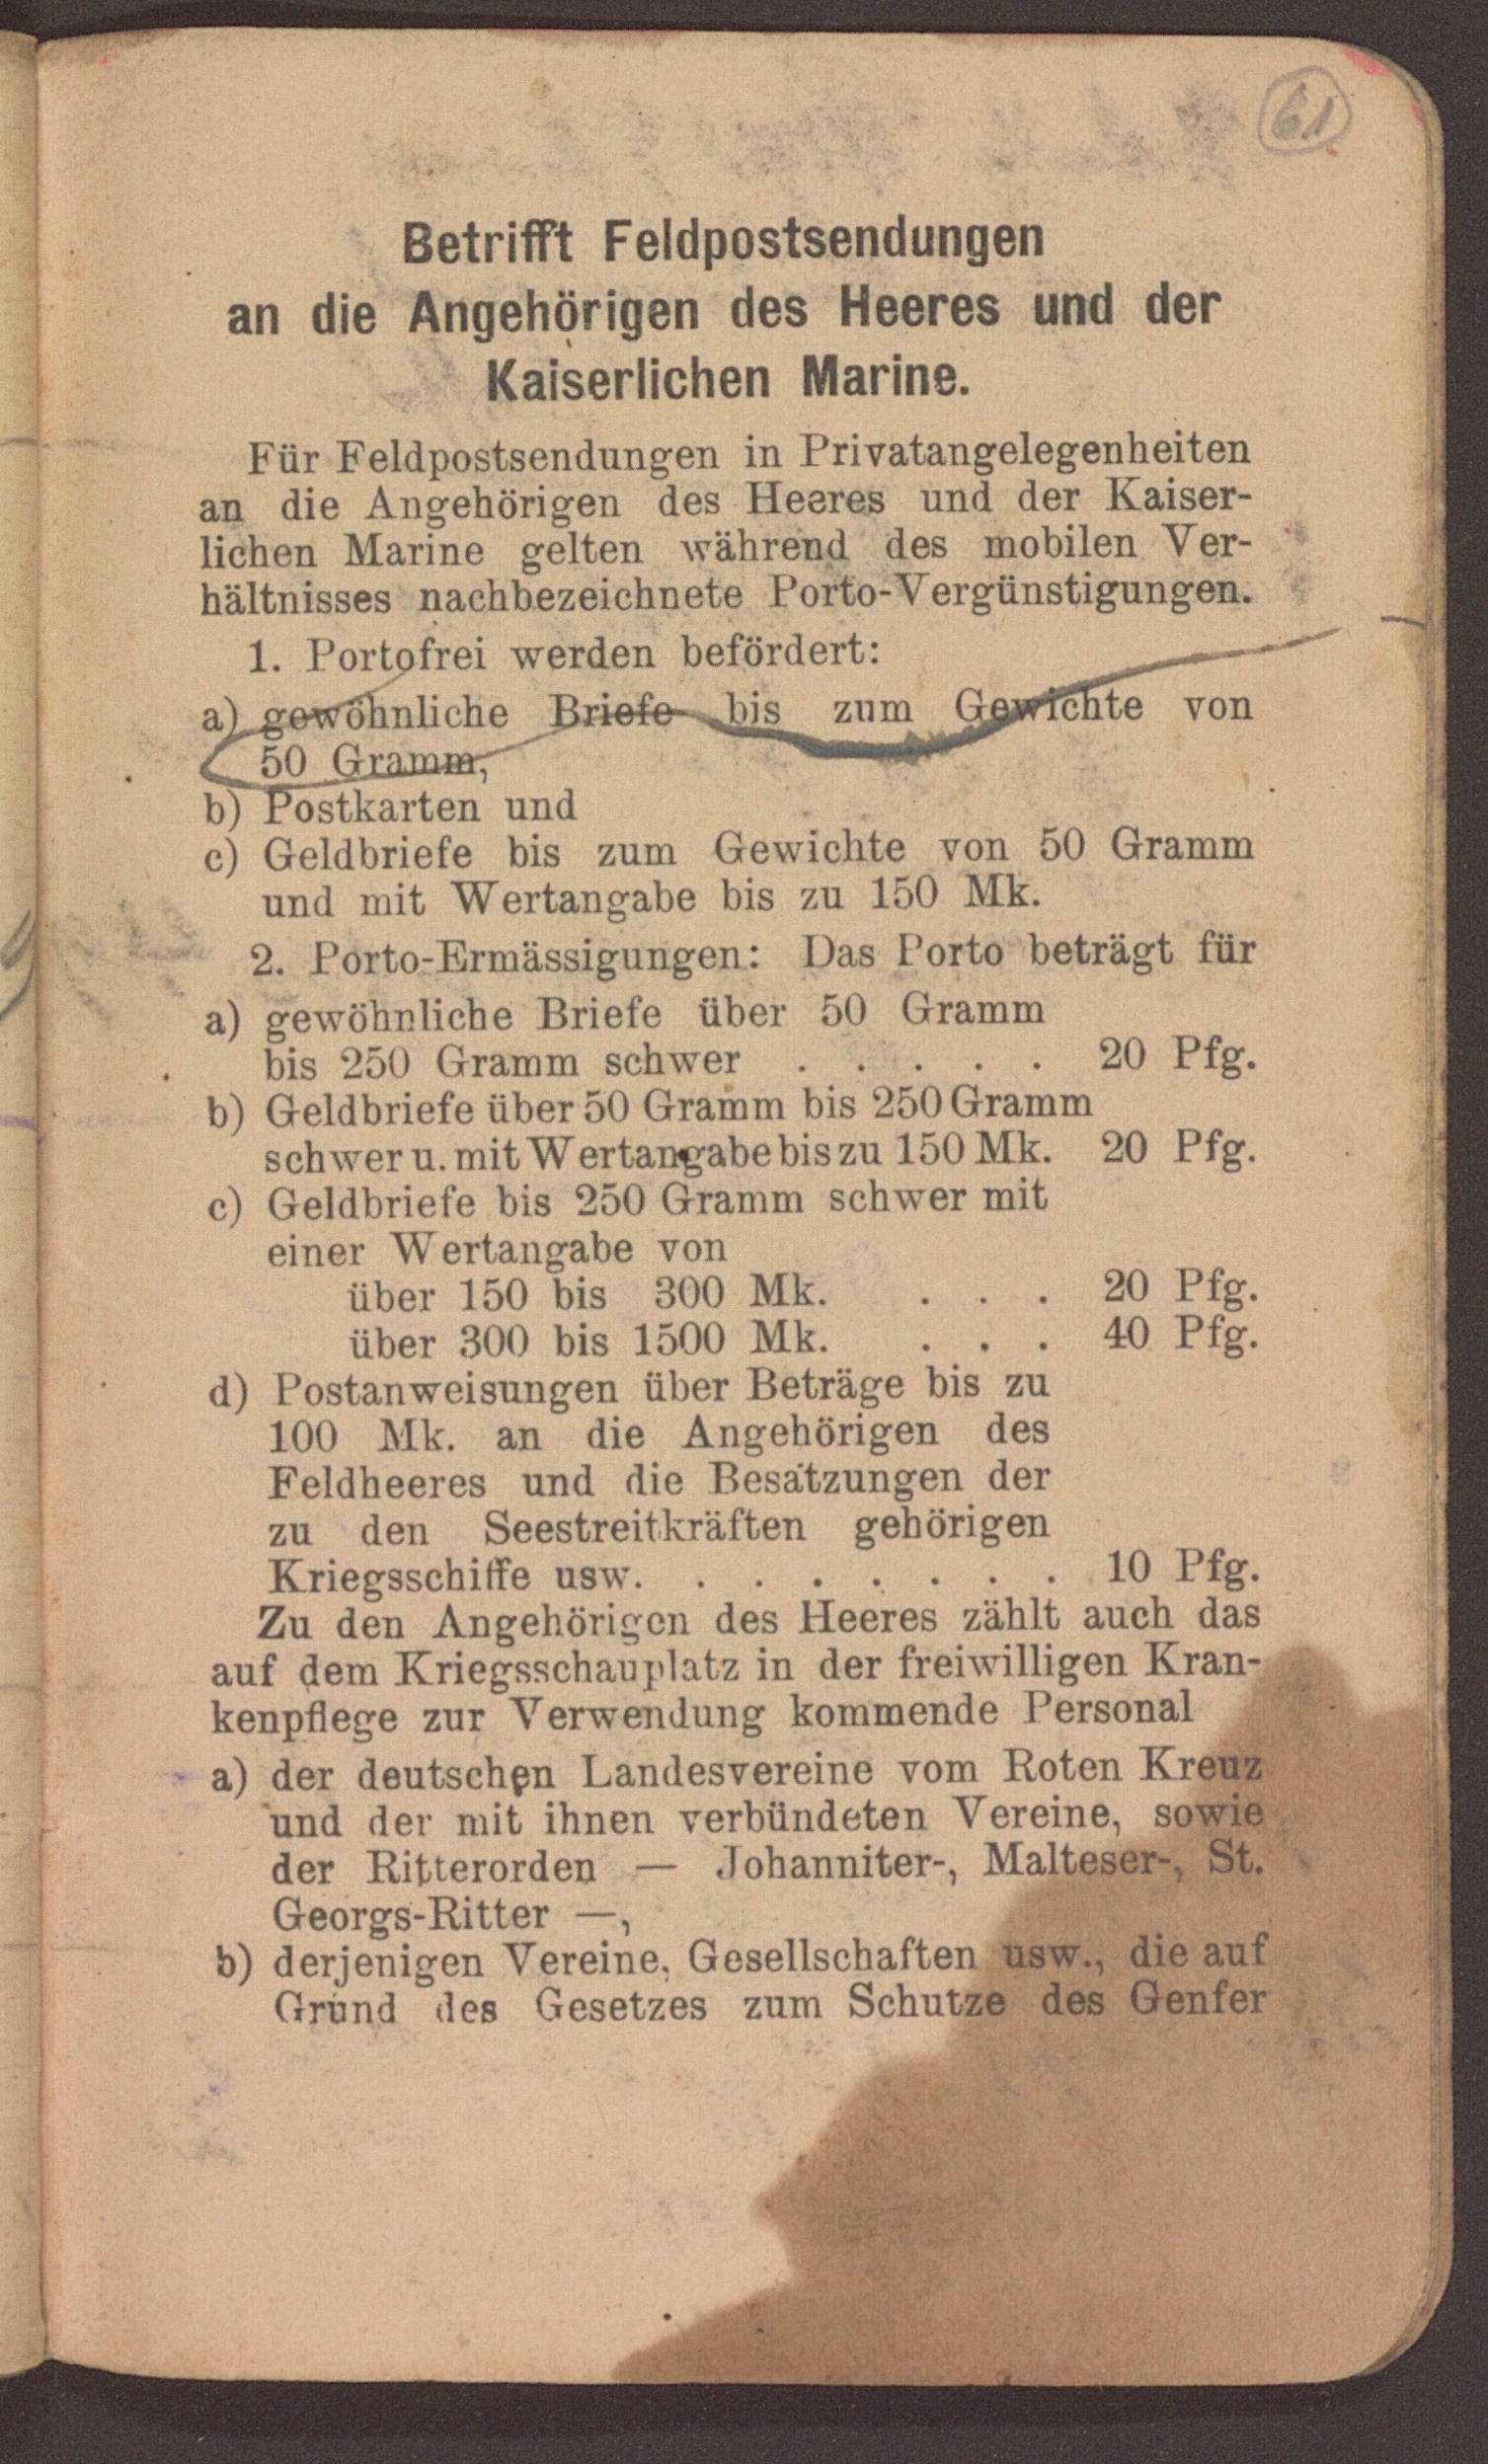 61
Betrifft Feldpostsendungen
an die Angehörigen des Heeres und der
Kaiserlichen Marine.
Für Feldpostsendungen in Privatangelegenheiten
an die Angehörigen des Heeres und der Kaiser-
lichen Marine gelten während des mobilen Ver-
hältnisses nachbezeichnete Porto-Vergünstigungen.
1. Portofrei werden befördert:
a) gewöhnliche Briefe bis zum Gewichte von
50 Gramm,
b) Postkarten und
c) Geldbriefe bis zum Gewichte von 50 Gramm
und mit Wertangabe bis zu 150 Mk.
2. Porto-Ermässigungen: Das Porto beträgt für
a) gewöhnliche Briefe über 50 Gramm
bis 250 Gramm schwer . . . . . 20 Pfg.
b) Geldbriefe über 50 Gramm bis 250 Gramm
schwer u. mit Wertangabe bis zu 150 Mk. 20 Pfg.
c) Geldbriefe bis 250 Gramm schwer mit
einer Wertangabe von
über 150 bis 300 Mk. . . . 20 Pfg.
über 300 bis 1500 Mk. . . . 40 Pfg.
d) Postanweisungen über Beträge bis zu
100 Mk. an die Angehörigen des
Feldheeres und die Besatzungen der
zu den Seestreitkräften gehörigen
Kriegsschiffe usw. . . . . . . . 10 Pfg.
Zu den Angehörigen des Heeres zählt auch das
auf dem Kriegsschauplatz in der freiwilligen Kran-
kenpflege zur Verwendung kommende Personal
a) der deutschen Landesvereine vom Roten Kreuz
und der mit ihnen verbündeten Vereine, sowie
der Ritterorden — Johanniter-, Malteser-, St.
Georgs-Ritter —,
b) derjenigen Vereine, Gesellschaften usw., die auf
Grund des Gesetzes zum Schutze des Genfer